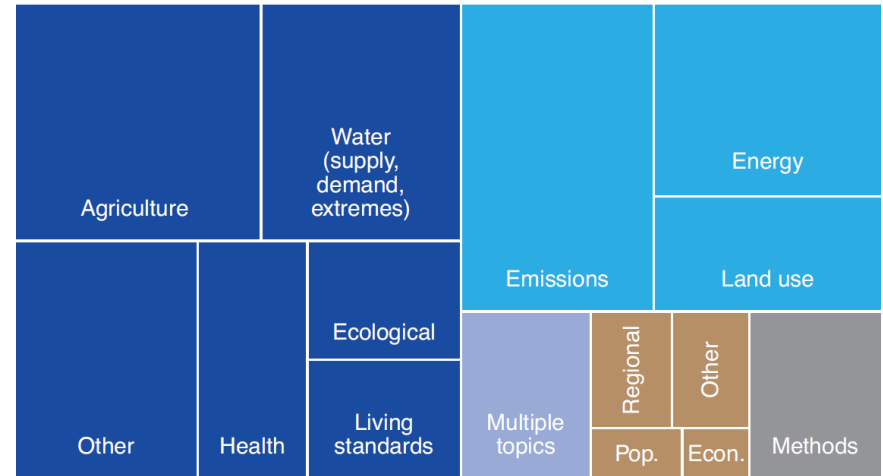 Agriculture
Water
(supply,
demand,
extremes)
Other
Health
Ecological
Living
standards
Emissions
Energy
Land use
Multiple
topics
Regional
Other
Pop.
Econ.
Methods